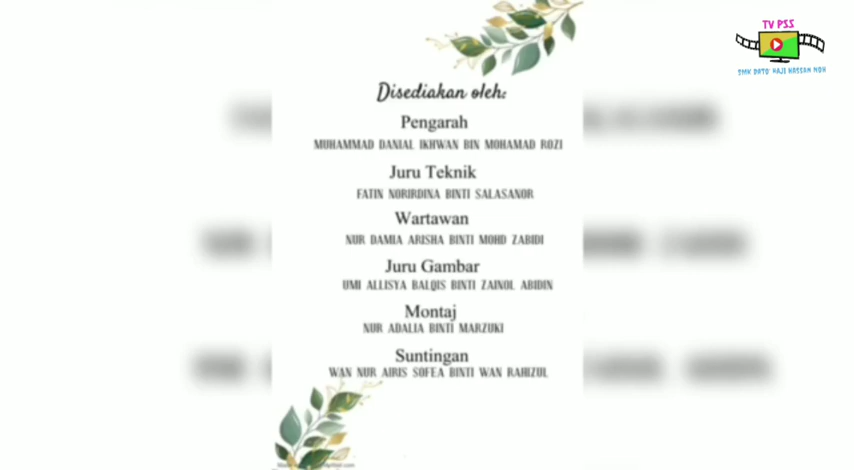 TV PSS
SMK DATO' HAJI HASSAN NOH
Disediakan oleh:
Pengarah
MUHAMMAD DANIAL IKHWAN BIN MOHAMAD ROZI
Juru Teknik
FATIN NORIRDINA BINTI SALASANOR
Wartawan
NUR DAMIA ARISHA BINTI MOHD ZABIDI
Juru Gambar
UMI ALLISYA BALQIS BINTI ZAINOL ABIDIN
Montaj
NUR ADALIA BINTI MARZUKI
Suntingan
WAN NUR AIRIS SOFEA BINTI WAN RAHIZUL